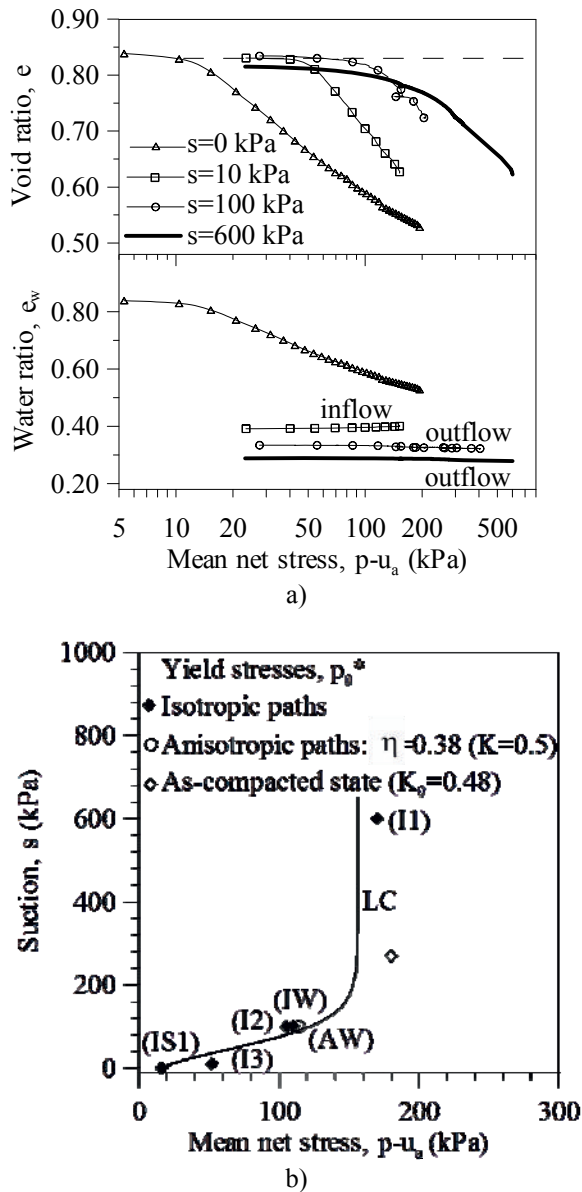 0.90
0.80
0.70
0.60
0.50
Void ratio, e
s=0 kPa
s=10 kPa
s=100 kPa
s=600 kPa
0.80
0.60
0.40
0.20
Water ratio, e_w
inflow
outflow
outflow
5 10 20 50 100 200 500
Mean net stress, p-u_a (kPa)
a)
1000
800
600
400
200
0
Suction, s (kPa)
Yield stresses, p_0*
Isotropic paths
Anisotropic paths: η=0.38 (K=0.5)
As-compacted state (K_0=0.48)
(I1)
LC
(IW)
(I2)
(AW)
(IS1)
(I3)
0 100 200 300
Mean net stress, p-u_a (kPa)
b)